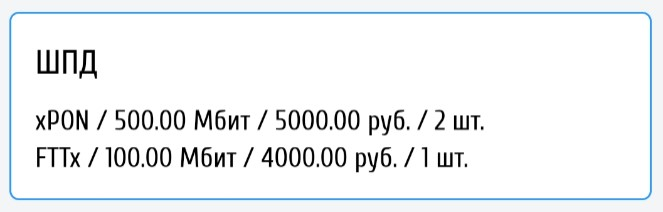 ШПД
xPON / 500.00 Мбит / 5000.00 руб. / 2 шт.
FTTx / 100.00 Мбит / 4000.00 руб. / 1 шт.